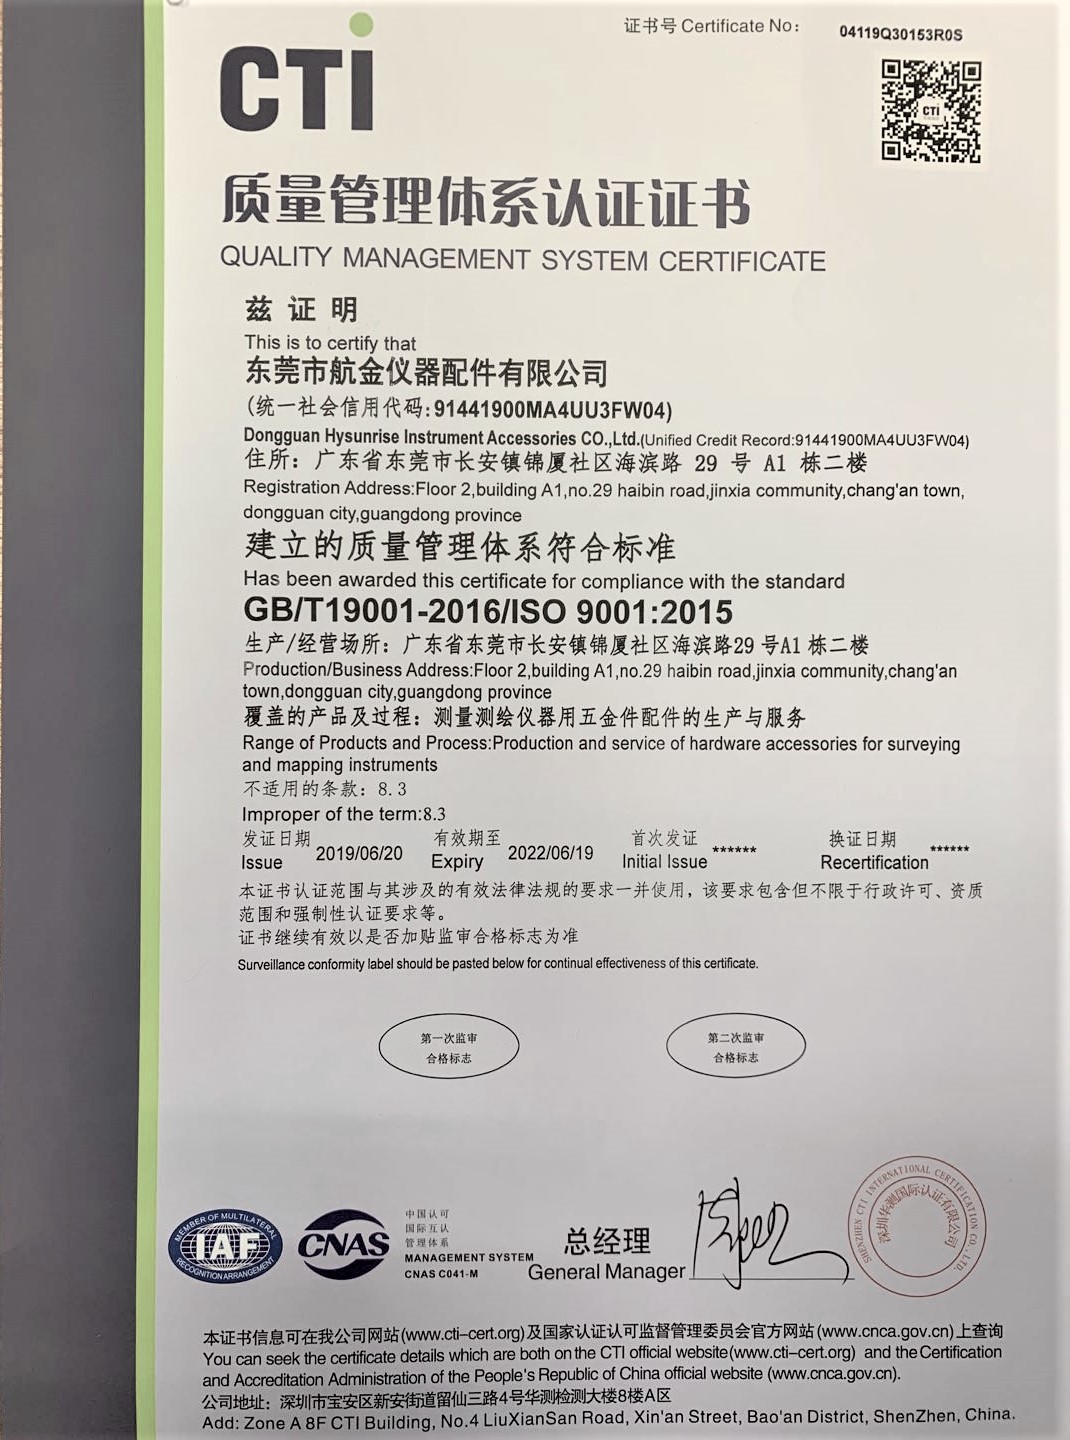 证书号 Certificate No: 04119Q30153R0S
CTi
CTi
质量管理体系认证证书
QUALITY MANAGEMENT SYSTEM CERTIFICATE
兹 证 明
This is to certify that
东莞市航金仪器配件有限公司
(统一社会信用代码:91441900MA4UU3FW04)
Dongguan Hysunrise Instrument Accessories CO.,Ltd.(Unified Credit Record:91441900MA4UU3FW04)
住所：广东省东莞市长安镇锦厦社区海滨路 29 号 A1 栋二楼
Registration Address:Floor 2,building A1,no.29 haibin road,jinxia community,chang'an town,
dongguan city,guangdong province
建立的质量管理体系符合标准
Has been awarded this certificate for compliance with the standard
GB/T19001-2016/ISO 9001:2015
生产/经营场所：广东省东莞市长安镇锦厦社区海滨路29号A1 栋二楼
Production/Business Address:Floor 2,building A1,no.29 haibin road,jinxia community,chang'an
town,dongguan city,guangdong province
覆盖的产品及过程：测量测绘仪器用五金件配件的生产与服务
Range of Products and Process:Production and service of hardware accessories for surveying
and mapping instruments
不适用的条款：8.3
Improper of the term:8.3
发证日期 有效期至 首次发证 换证日期
Issue 2019/06/20 Expiry 2022/06/19 Initial Issue ****** Recertification ******
本证书认证范围与其涉及的有效法律法规的要求一并使用，该要求包含但不限于行政许可、资质
范围和强制性认证要求等。
证书继续有效以是否加贴监审合格标志为准
Surveillance conformity label should be pasted below for continual effectiveness of this certificate.
第一次监审 第二次监审
合格标志 合格标志
MEMBER OF MULTILATERAL
IAF
RECOGNITION ARRANGEMENT
CNAS
中国认可
国际互认
管理体系
MANAGEMENT SYSTEM
CNAS C041-M
总经理
General Manager
SHENZHEN CTI INTERNATIONAL CERTIFICATION CO., LTD.
深圳华测国际认证有限公司
本证书信息可在我公司网站(www.cti-cert.org)及国家认证认可监督管理委员会官方网站(www.cnca.gov.cn)上查询
You can seek the certificate details which are both on the CTI official website(www.cti-cert.org) and the Certification
and Accreditation Administration of the People's Republic of China official website (www.cnca.gov.cn).
公司地址：深圳市宝安区新安街道留仙三路4号华测检测大楼8楼A区
Add: Zone A 8F CTI Building, No.4 LiuXianSan Road, Xin'an Street, Bao'an District, ShenZhen, China.